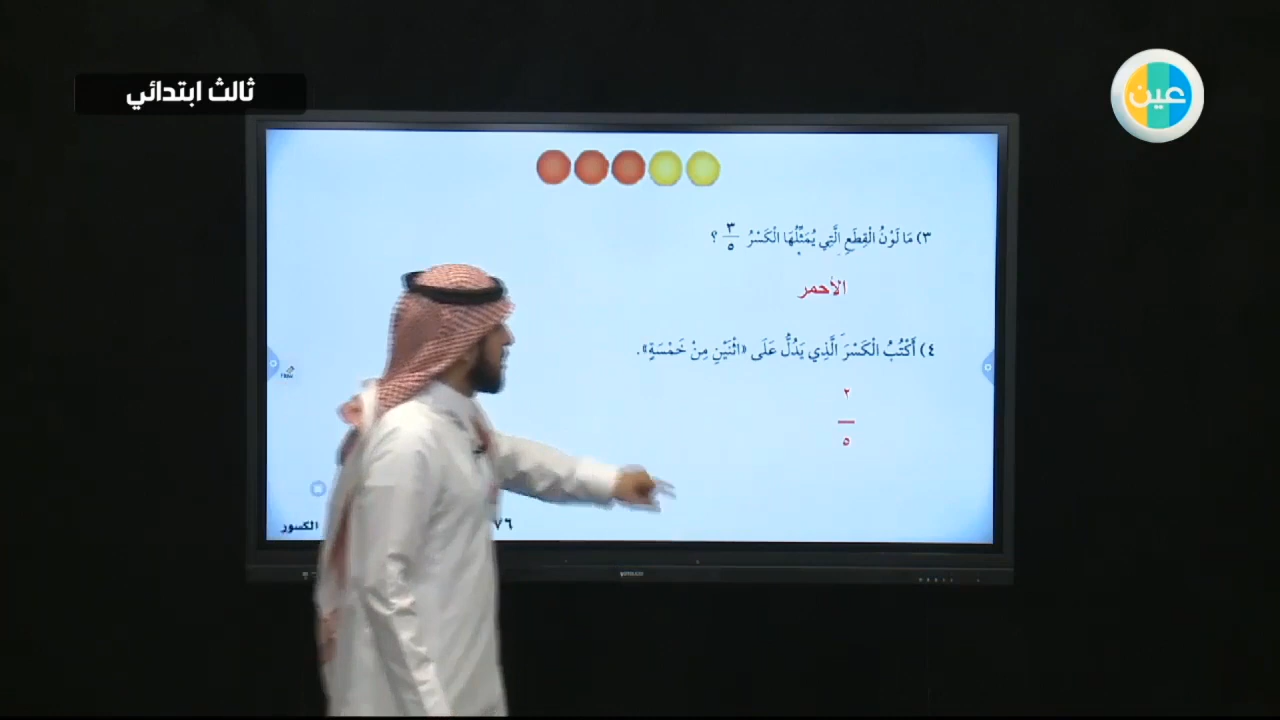 ثالث ابتدائي
عين
٣) مَا لَوْنُ الْقِطَعِ الَّتِي يُمَثِّلُهَا الْكَسْرُ ٣/٥ ؟
الأحمر
٤) أَكْتُبُ الْكَسْرَ الَّذِي يَدُلُّ عَلَى «اثْنَيْنِ مِنْ خَمْسَةٍ».
٢
٥
٧٦
الكسور